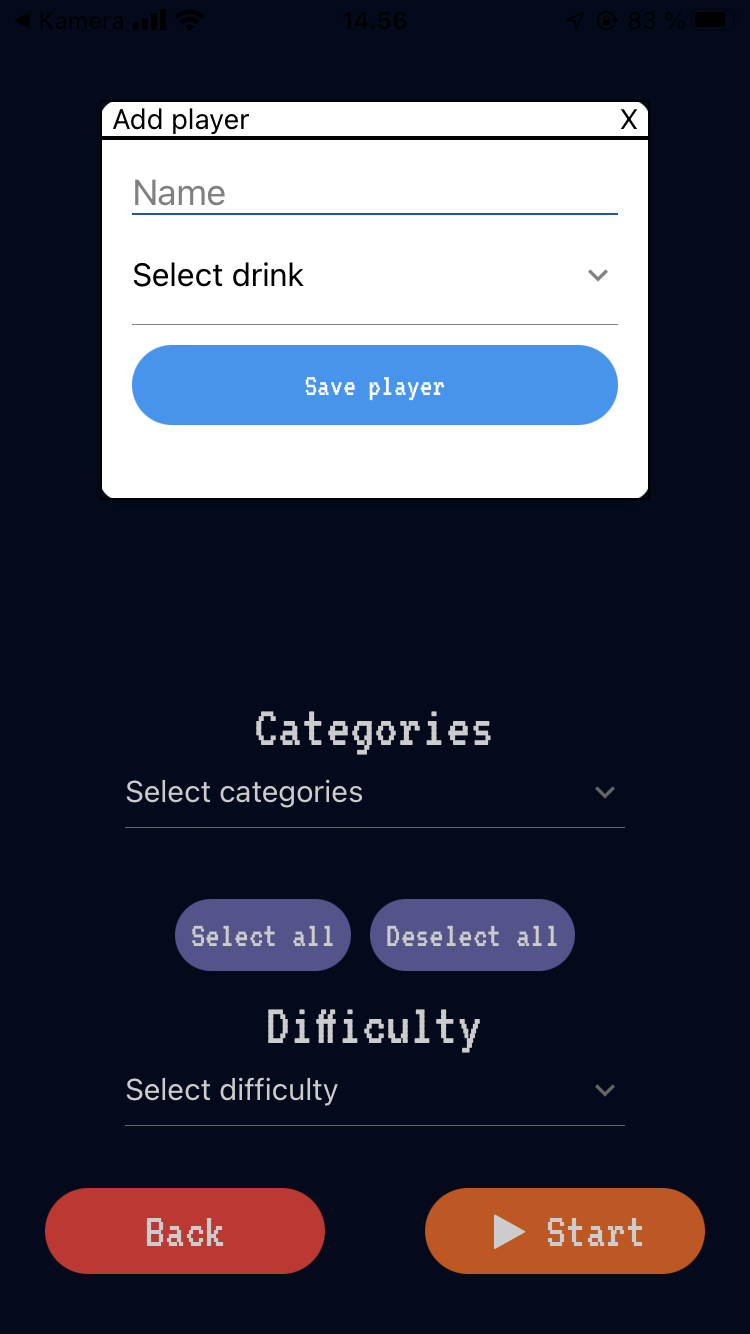 Kamera 14.56 83 %
Add player X
Name
Select drink
Save player
Categories
Select categories
Select all Deselect all
Difficulty
Select difficulty
Back Start